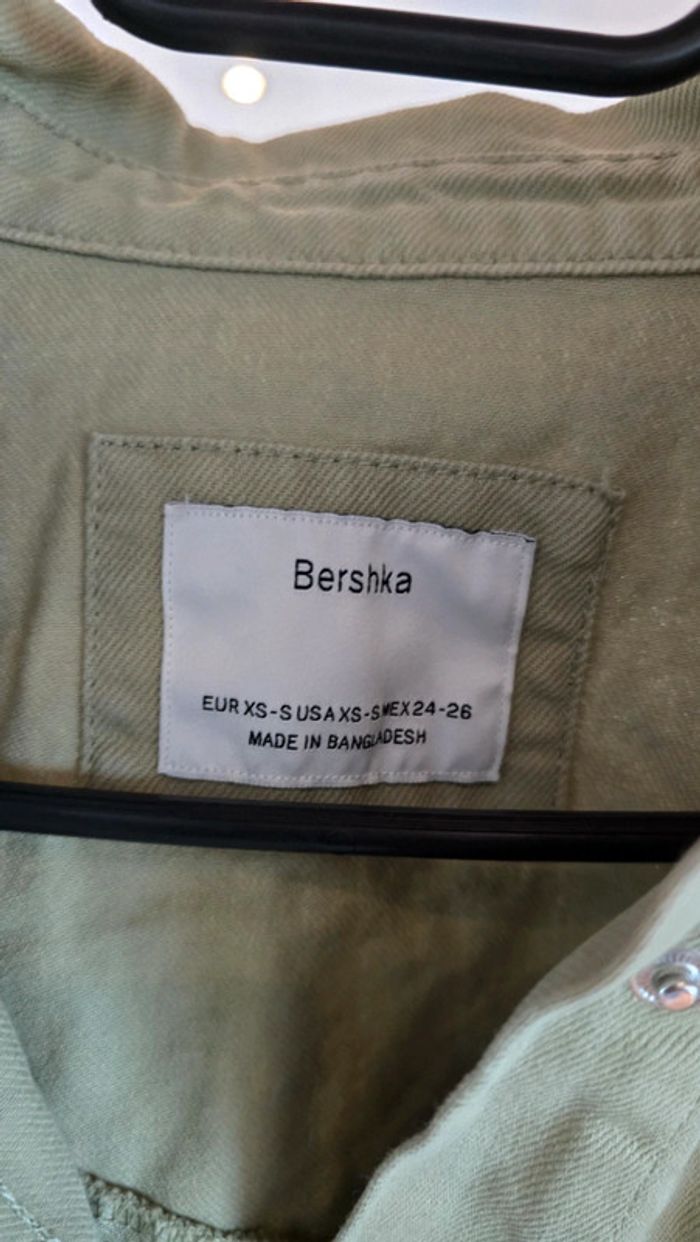 Bershka
EUR XS-S USA XS-S MEX 24-26
MADE IN BANGLADESH